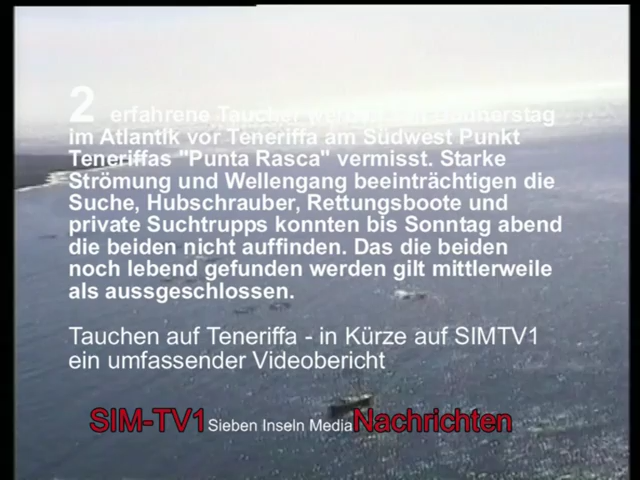 2 erfahrene Taucher werden seit Donnerstag
im Atlantik vor Teneriffa am Südwest Punkt
Teneriffas "Punta Rasca" vermisst. Starke
Strömung und Wellengang beeinträchtigen die
Suche, Hubschrauber, Rettungsboote und
private Suchtrupps konnten bis Sonntag abend
die beiden nicht auffinden. Das die beiden
noch lebend gefunden werden gilt mittlerweile
als ausgeschlossen.
Tauchen auf Teneriffa - in Kürze auf SIMTV1
ein umfassender Videobericht
SIM-TV1 Sieben Inseln Media Nachrichten